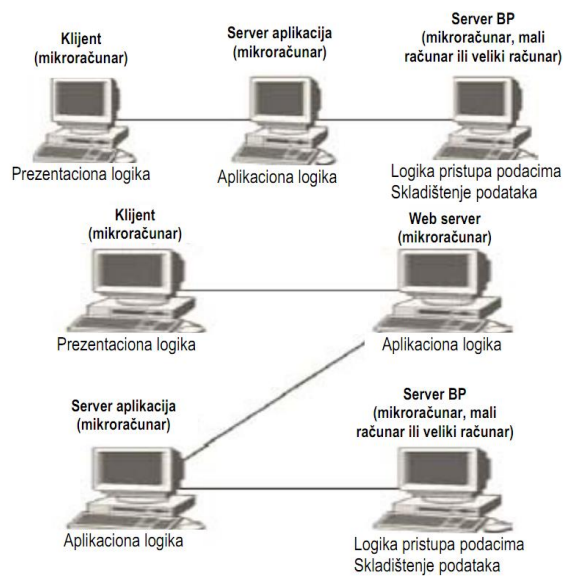 Klijent
(mikroračunar)
Server aplikacija
(mikroračunar)
Server BP
(mikroračunar, mali
računar ili veliki računar)
Prezentaciona logika
Aplikaciona logika
Logika pristupa podacima
Skladištenje podataka
Klijent
(mikroračunar)
Web server
(mikroračunar)
Prezentaciona logika
Aplikaciona logika
Server aplikacija
(mikroračunar)
Server BP
(mikroračunar, mali
računar ili veliki računar)
Aplikaciona logika
Logika pristupa podacima
Skladištenje podataka